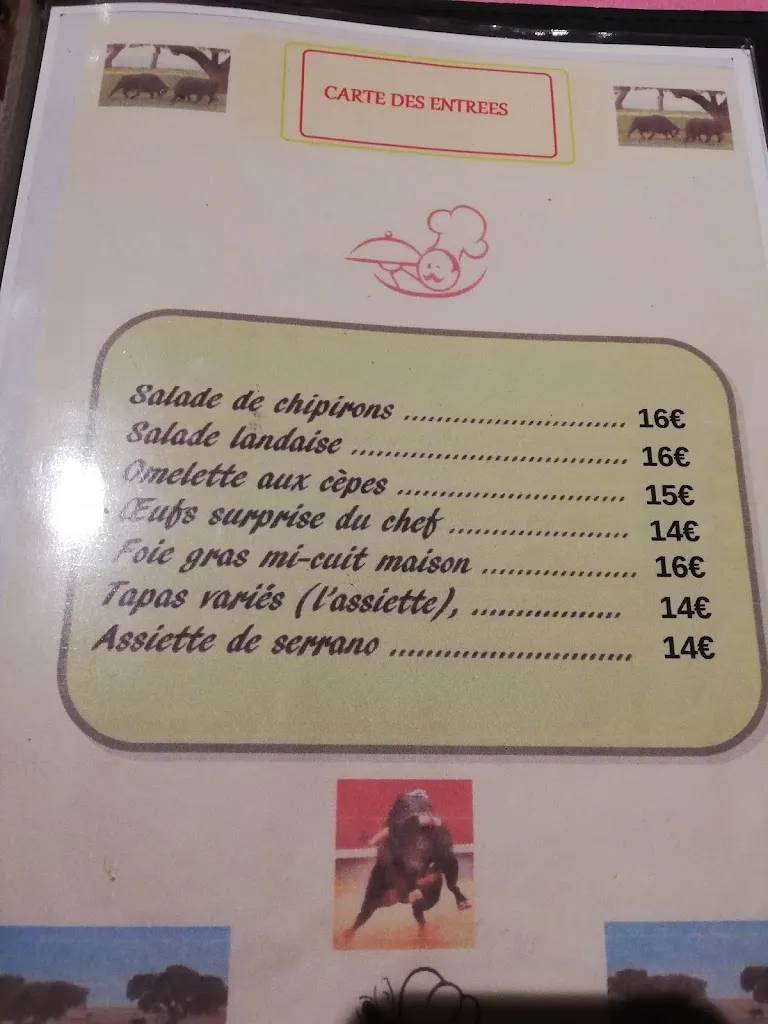 CARTE DES ENTREES
Salade de chipirons ........................... 16€
Salade landaise ................................... 16€
Omelette aux cèpes ............................. 15€
Œufs surprise du chef ....................... 14€
Foie gras mi-cuit maison .................... 16€
Tapas variés (l'assiette), ................... 14€
Assiette de serrano ............................. 14€